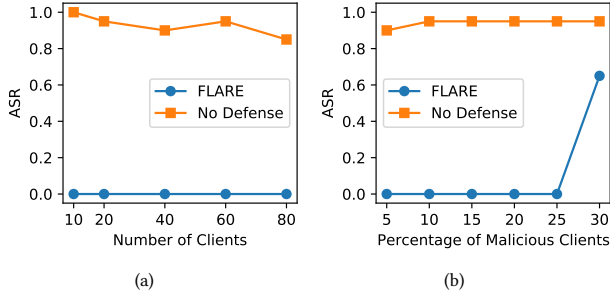 1.0
0.8
0.6
0.4
0.2
0.0
ASR
FLARE
No Defense
10 20 40 60 80
Number of Clients
(a)
1.0
0.8
0.6
0.4
0.2
0.0
ASR
FLARE
No Defense
5 10 15 20 25 30
Percentage of Malicious Clients
(b)